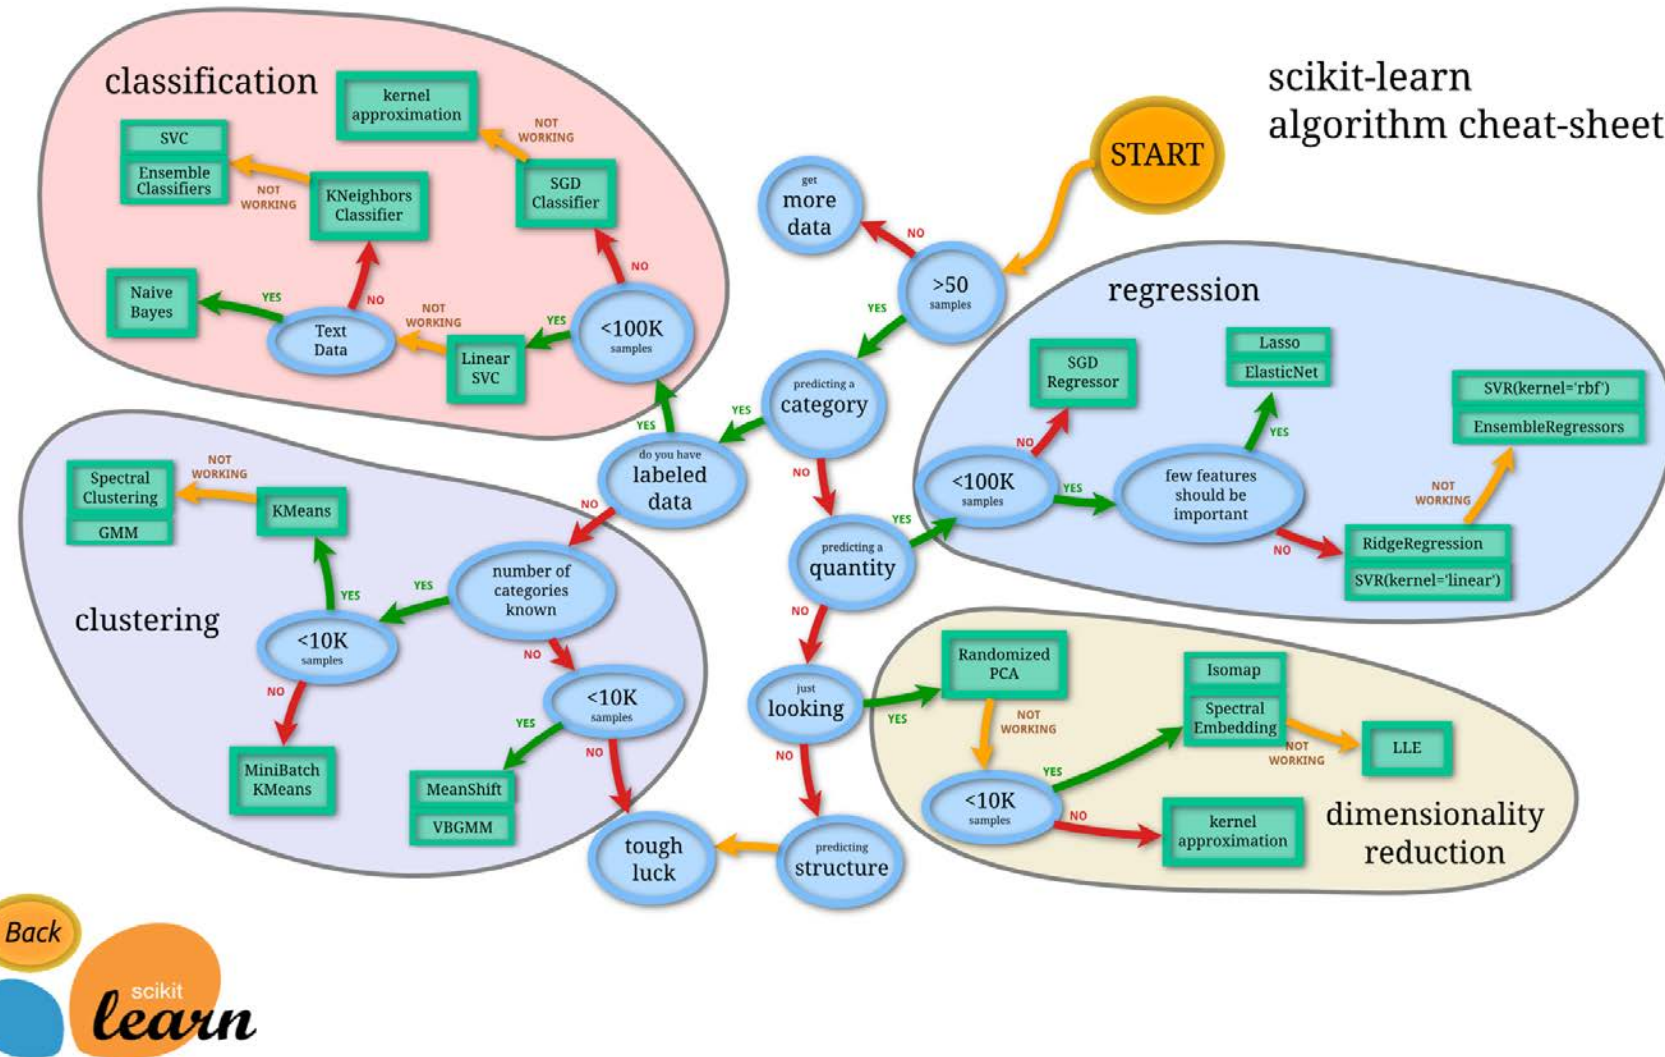 scikit-learn
algorithm cheat-sheet
START
classification
kernel
approximation
NOT
WORKING
SVC
Ensemble
Classifiers
NOT
WORKING
KNeighbors
Classifier
SGD
Classifier
NO
Naive
Bayes
YES
Text
Data
NO
NOT
WORKING
Linear
SVC
YES
<100K
samples
get
more
data
NO
>50
samples
YES
predicting a
category
YES
NO
YES
do you have
labeled
data
NO
regression
SGD
Regressor
NO
Lasso
ElasticNet
YES
SVR(kernel='rbf')
EnsembleRegressors
<100K
samples
YES
few features
should be
important
NOT
WORKING
NO
RidgeRegression
SVR(kernel='linear')
predicting a
quantity
YES
NO
clustering
Spectral
Clustering
GMM
NOT
WORKING
KMeans
YES
<10K
samples
NO
MiniBatch
KMeans
number of
categories
known
YES
NO
<10K
samples
YES
NO
MeanShift
VBGMM
just
looking
YES
NO
tough
luck
predicting
structure
Randomized
PCA
NOT
WORKING
<10K
samples
YES
NO
Isomap
Spectral
Embedding
NOT
WORKING
LLE
kernel
approximation
dimensionality
reduction
Back
scikit
learn